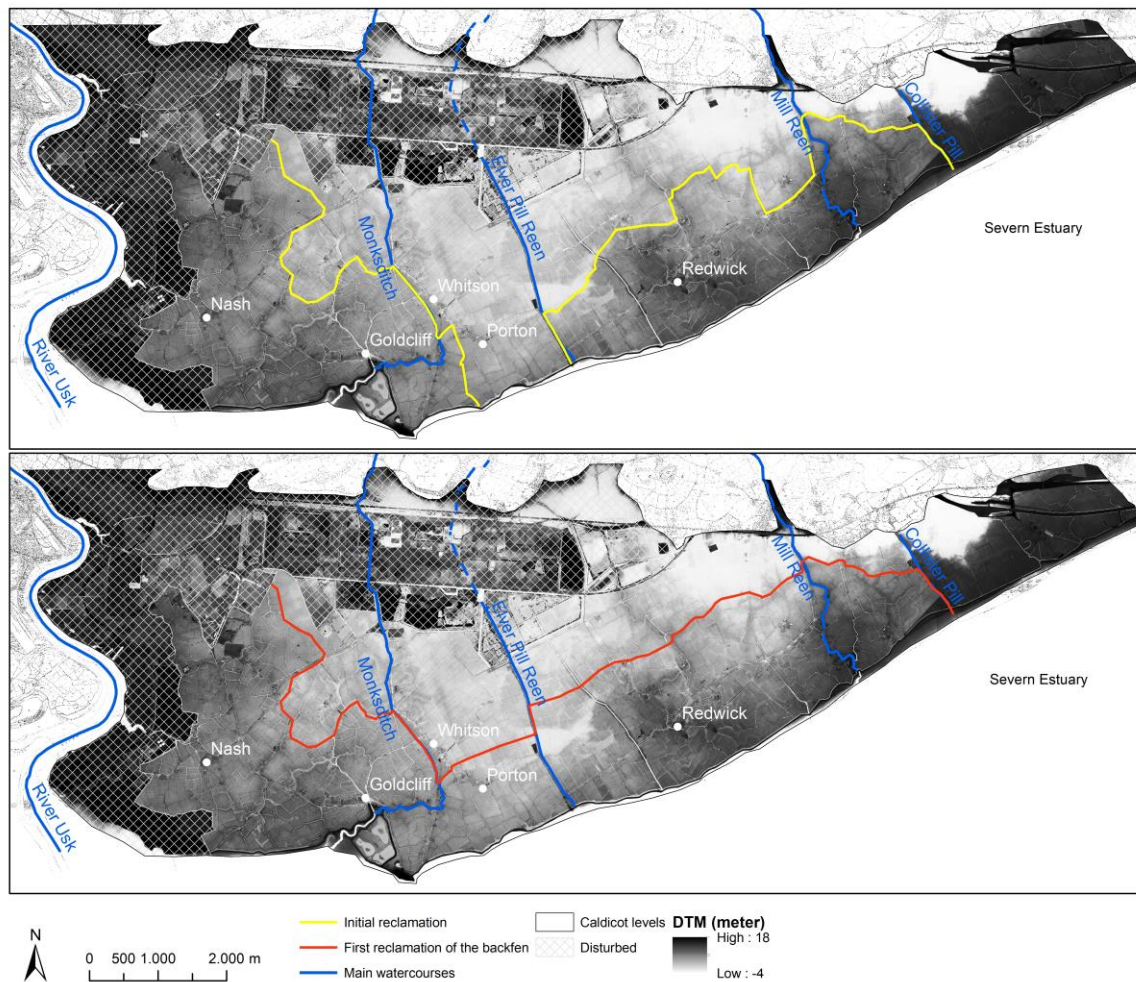 Mill Reen
Collister Pill
Elver Pill Reen
Monksditch
Severn Estuary
Redwick
Whitson
Nash
Porton
Goldcliff
River Usk
Mill Reen
Collister Pill
Elver Pill Reen
Monksditch
Severn Estuary
Redwick
Whitson
Nash
Porton
Goldcliff
River Usk
N
0 500 1.000 2.000 m
Initial reclamation
First reclamation of the backfen
Main watercourses
Caldicot levels
Disturbed
DTM (meter)
High : 18
Low : -4